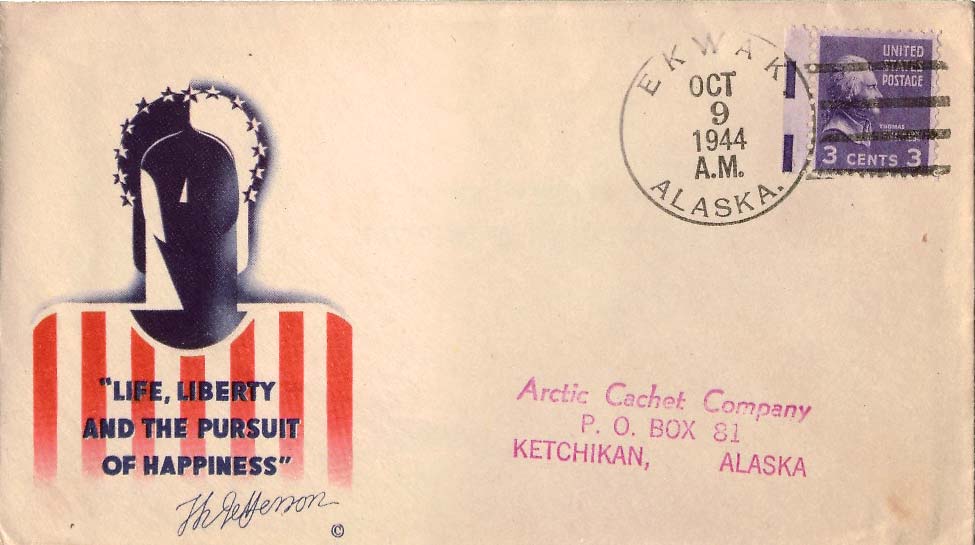 EKWAK
OCT
9
1944
A.M.
ALASKA.
UNITED
STATES
POSTAGE
THOMAS
3 CENTS 3
"LIFE, LIBERTY
AND THE PURSUIT
OF HAPPINESS"
Th Jefferson
©
Arctic Cachet Company
P. O. BOX 81
KETCHIKAN, ALASKA